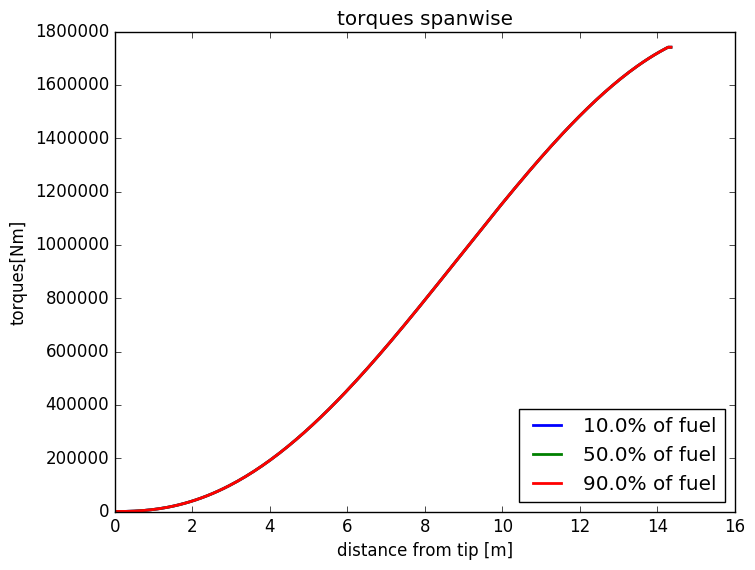 torques spanwise
1800000
1600000
1400000
1200000
1000000
800000
600000
400000
200000
0
torques[Nm]
10.0% of fuel
50.0% of fuel
90.0% of fuel
0 2 4 6 8 10 12 14 16
distance from tip [m]